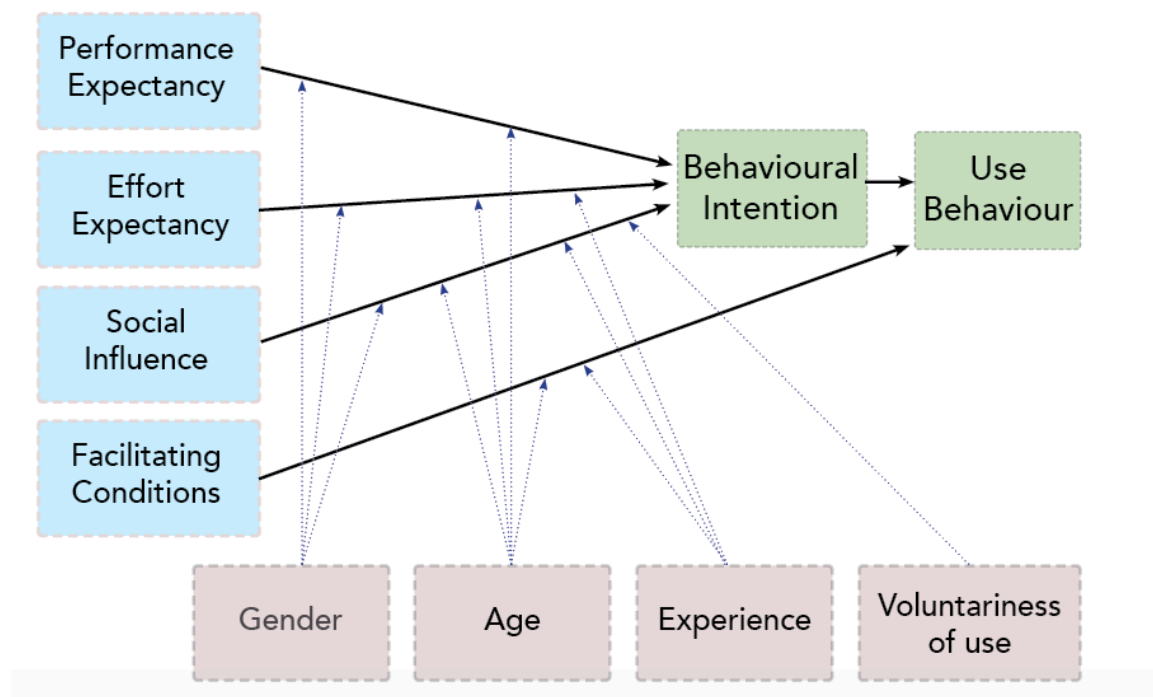 Performance
Expectancy
Effort
Expectancy
Social
Influence
Facilitating
Conditions
Behavioural
Intention
Use
Behaviour
Gender
Age
Experience
Voluntariness
of use